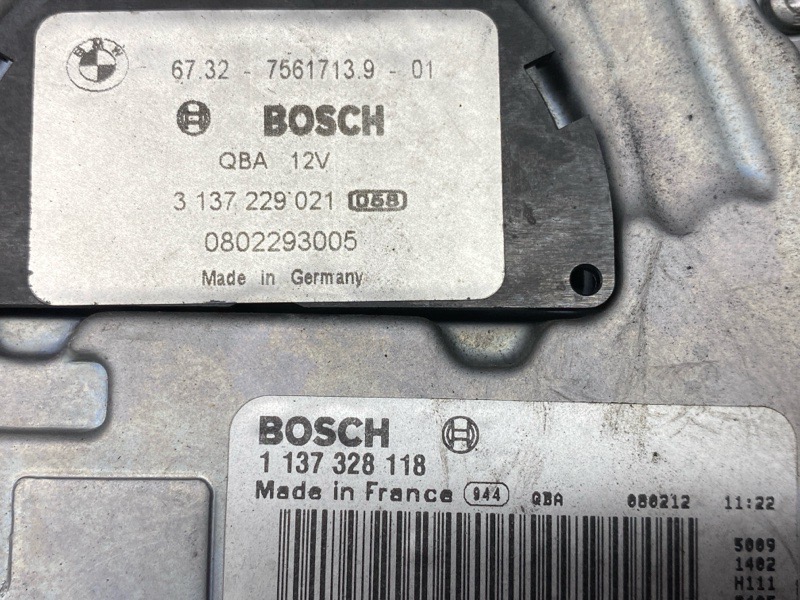 BMW
67.32 - 7561713.9 - 01
BOSCH
QBA 12V
3 137 229 021 058
0802293005
Made in Germany
BOSCH
1 137 328 118
Made in France 944 QBA 080212 11:22
5009
1402
H111